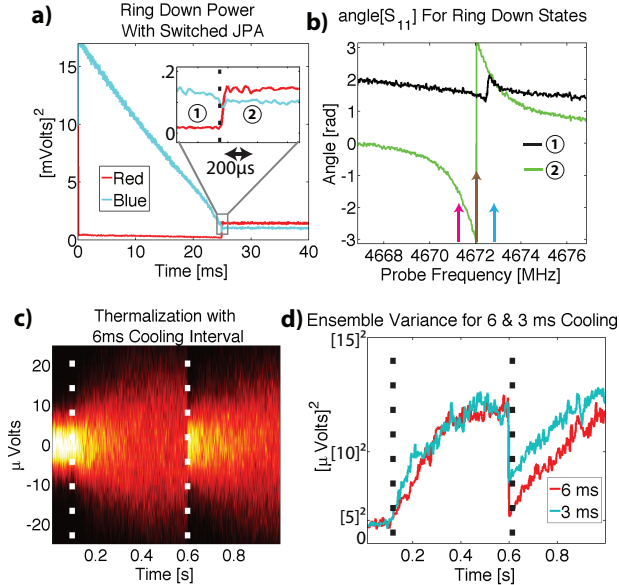 a)
Ring Down Power
With Switched JPA
[mVolts]²
15
10
5
0
0
10
20
30
40
Time [ms]
Red
Blue
.2
.1
0
1
2
200μs
b)
angle[S11] For Ring Down States
Angle [rad]
3
2
1
0
-1
-2
-3
1
2
4668
4670
4672
4674
4676
Probe Frequency [MHz]
c)
Thermalization with
6ms Cooling Interval
μ Volts
20
10
0
-10
-20
0.2
0.4
0.6
0.8
Time [s]
d)
Ensemble Variance for 6 & 3 ms Cooling
[μ Volts]²
[15]²
[10]²
[5]²
0
6 ms
3 ms
0.2
0.4
0.6
0.8
Time [s]